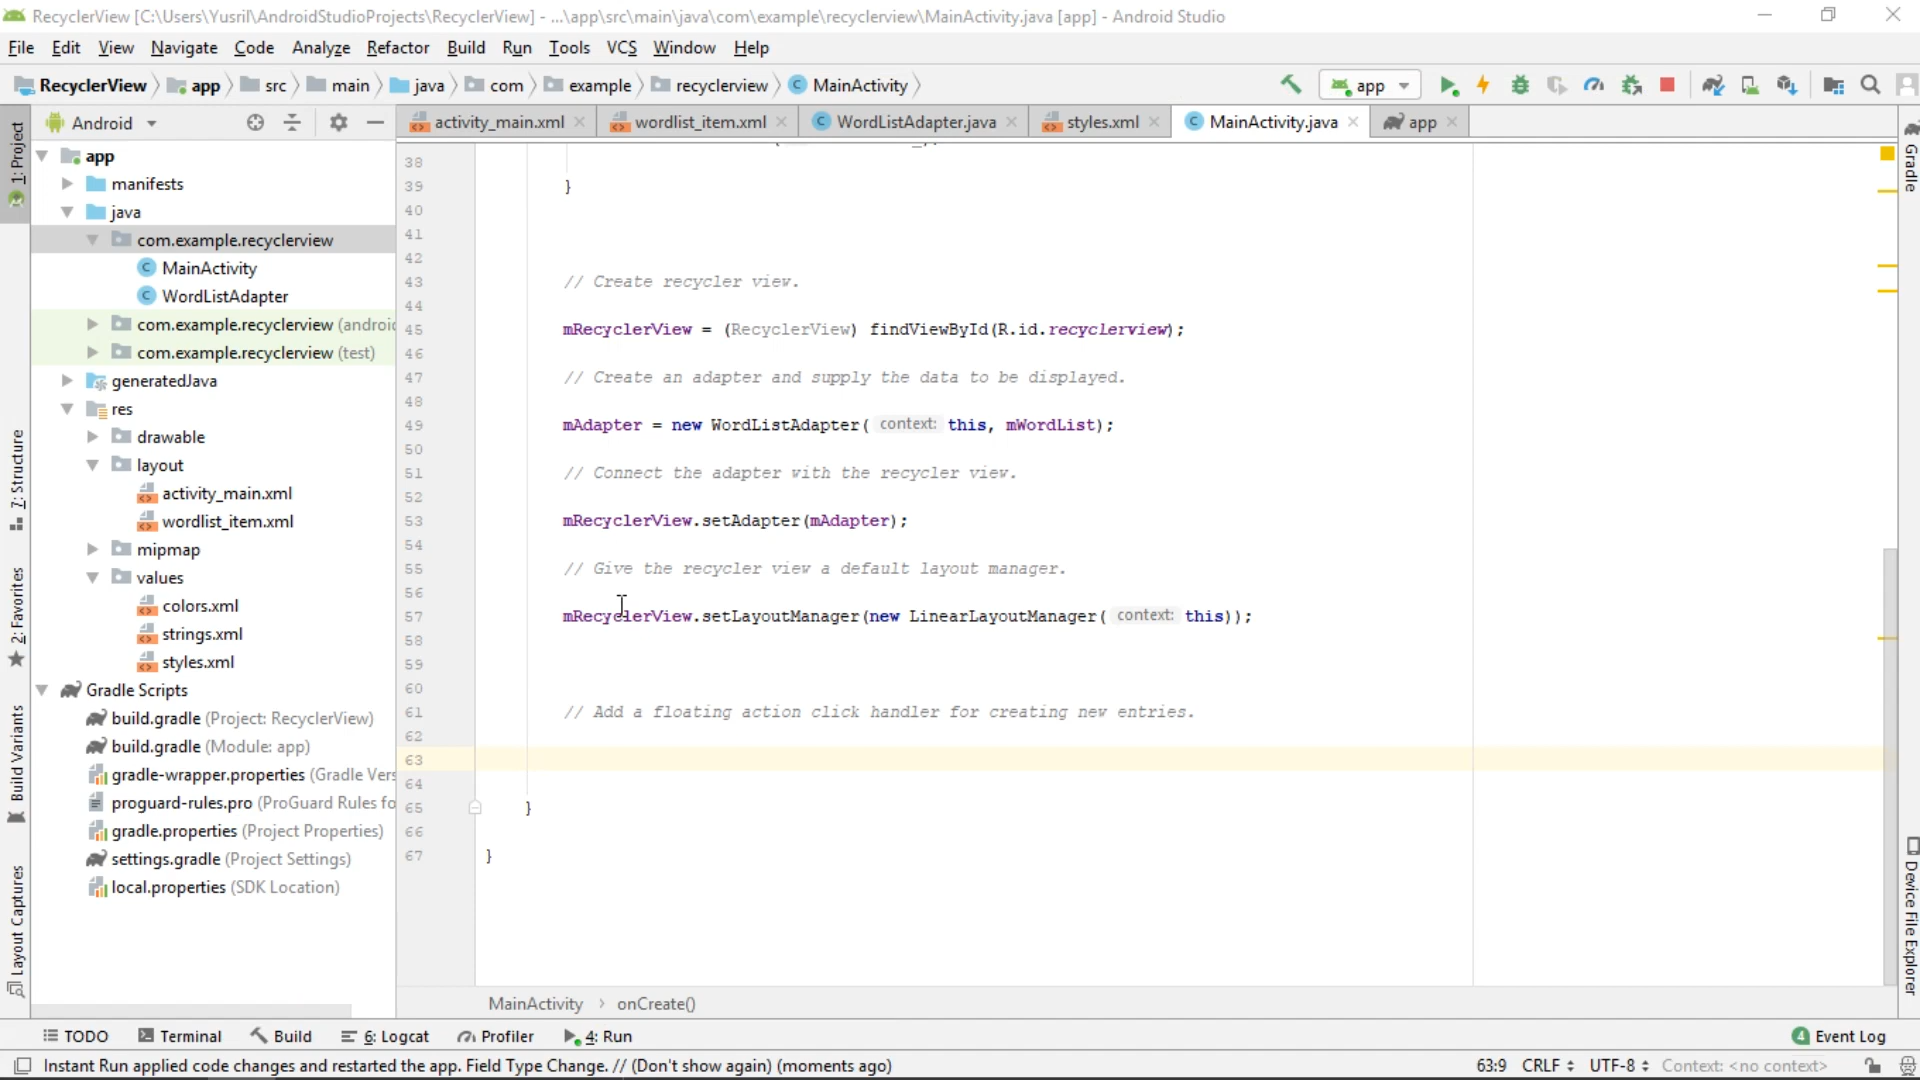 RecyclerView [C:\Users\Yusril\AndroidStudioProjects\RecyclerView] - ...\app\src\main\java\com\example\recyclerview\MainActivity.java [app] - Android Studio
File Edit View Navigate Code Analyze Refactor Build Run Tools VCS Window Help
RecyclerView app src main java com example recyclerview MainActivity app
Android
activity_main.xml wordlist_item.xml WordListAdapter.java styles.xml MainActivity.java app
1: Project
7: Structure
2: Favorites
Build Variants
Layout Captures
app
manifests
java
com.example.recyclerview
MainActivity
WordListAdapter
com.example.recyclerview (androi
com.example.recyclerview (test)
generatedJava
res
drawable
layout
activity_main.xml
wordlist_item.xml
mipmap
values
colors.xml
strings.xml
styles.xml
Gradle Scripts
build.gradle (Project: RecyclerView)
build.gradle (Module: app)
gradle-wrapper.properties (Gradle Vers
proguard-rules.pro (ProGuard Rules fo
gradle.properties (Project Properties)
settings.gradle (Project Settings)
local.properties (SDK Location)
38
39 }
40
41
42
43 // Create recycler view.
44
45 mRecyclerView = (RecyclerView) findViewById(R.id.recyclerview);
46
47 // Create an adapter and supply the data to be displayed.
48
49 mAdapter = new WordListAdapter( context: this, mWordList);
50
51 // Connect the adapter with the recycler view.
52
53 mRecyclerView.setAdapter(mAdapter);
54
55 // Give the recycler view a default layout manager.
56
57 mRecyclerView.setLayoutManager(new LinearLayoutManager( context: this));
58
59
60
61 // Add a floating action click handler for creating new entries.
62
63
64
65 }
66
67 }
Gradle
Device File Explorer
MainActivity › onCreate()
TODO Terminal Build 6: Logcat Profiler 4: Run 4 Event Log
Instant Run applied code changes and restarted the app. Field Type Change. // (Don't show again) (moments ago) 63:9 CRLF UTF-8 Context: <no context>